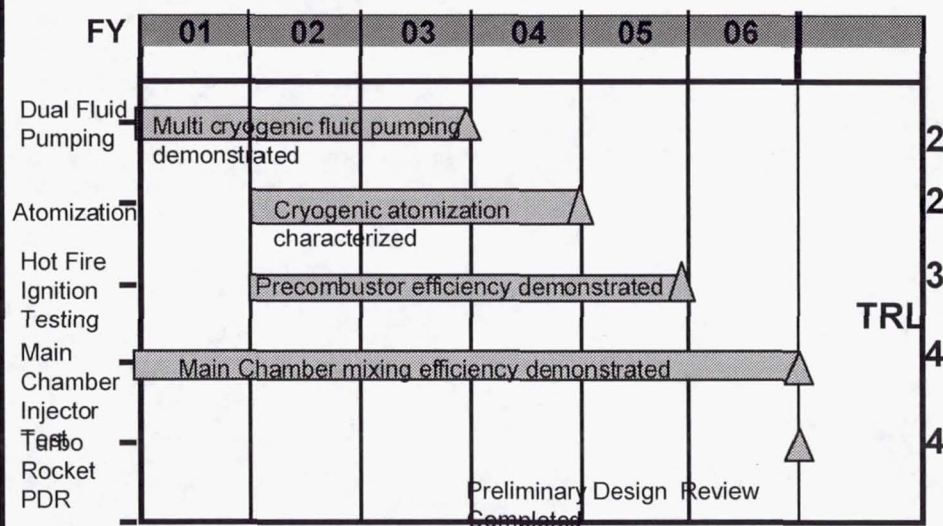 FY 01 02 03 04 05 06
Dual Fluid
Pumping
Multi cryogenic fluid pumping
demonstrated
2
Atomization
Cryogenic atomization
characterized
2
Hot Fire
Ignition
Testing
Precombustor efficiency demonstrated
3
TRL
Main
Chamber
Injector
Test
Main Chamber mixing efficiency demonstrated
4
Turbo
Rocket
PDR
4
Preliminary Design Review
Completed